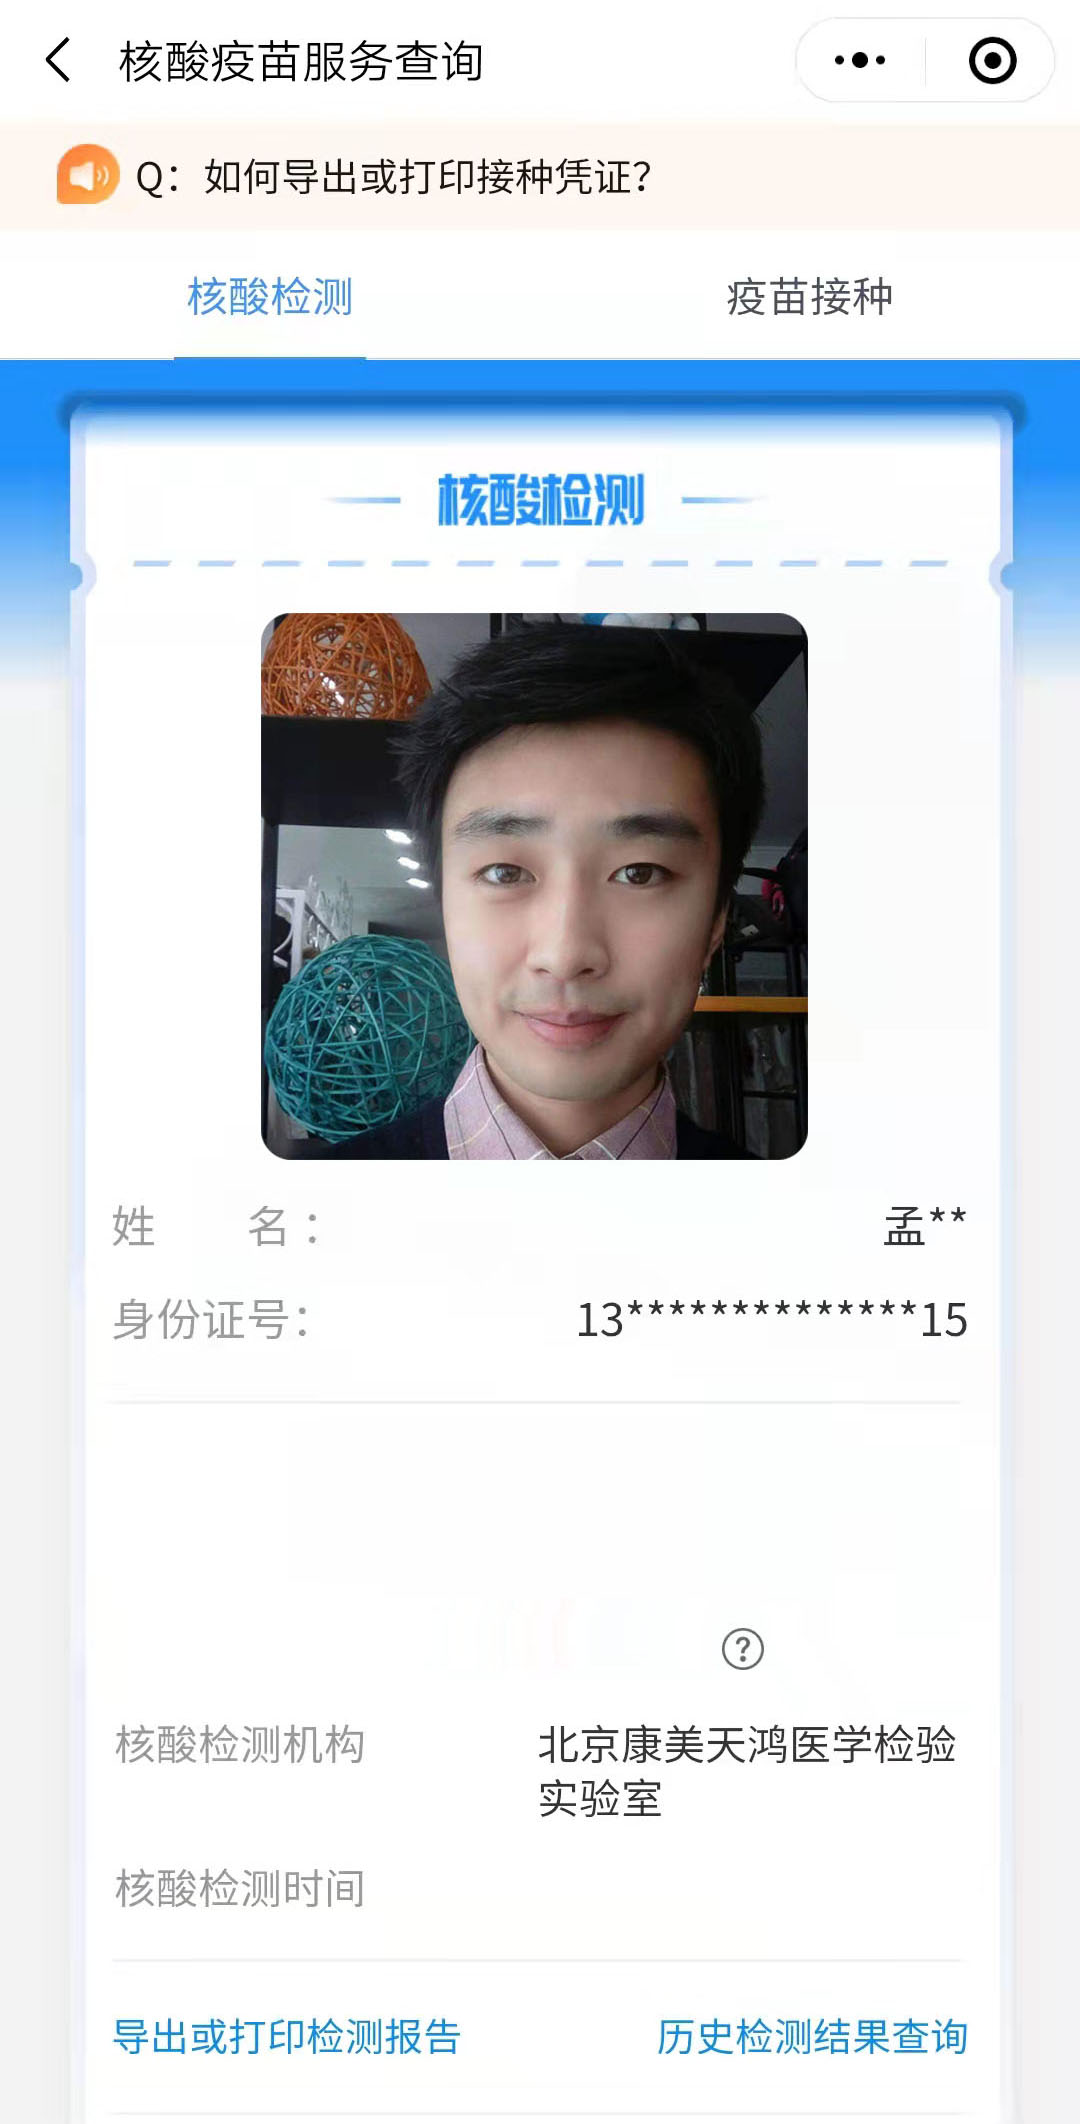 核酸疫苗服务查询
Q：如何导出或打印接种凭证?
核酸检测 疫苗接种
核酸检测
姓 名： 孟**
身份证号： 13**************15
?
核酸检测机构 北京康美天鸿医学检验
实验室
核酸检测时间
导出或打印检测报告 历史检测结果查询